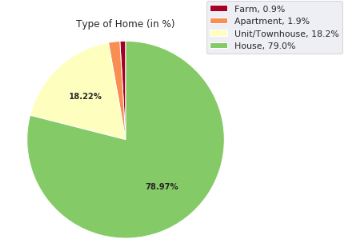 Type of Home (in %)
Farm, 0.9%
Apartment, 1.9%
Unit/Townhouse, 18.2%
House, 79.0%
18.22%
78.97%